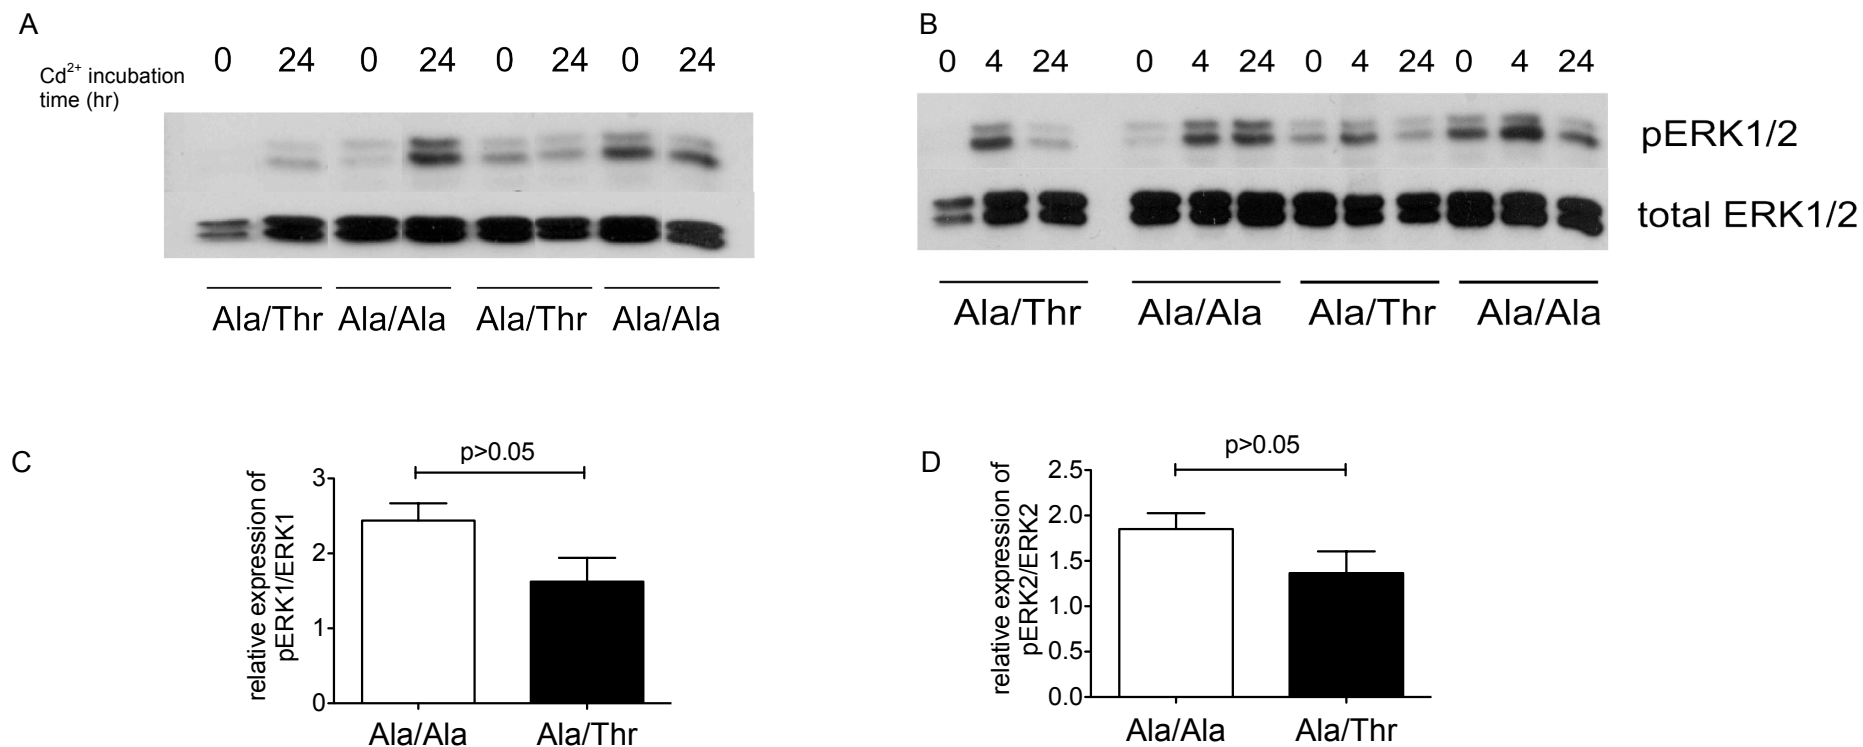 A
Cd2+ incubation
time (hr)
0 24 0 24 0 24 0 24
Ala/Thr Ala/Ala Ala/Thr Ala/Ala
B
0 4 24 0 4 24 0 4 24 0 4 24
pERK1/2
total ERK1/2
Ala/Thr Ala/Ala Ala/Thr Ala/Ala
C
p>0.05
relative expression of
pERK1/ERK1
3
2
1
0
Ala/Ala Ala/Thr
D
p>0.05
relative expression of
pERK2/ERK2
2.5
2.0
1.5
1.0
0.5
0.0
Ala/Ala Ala/Thr